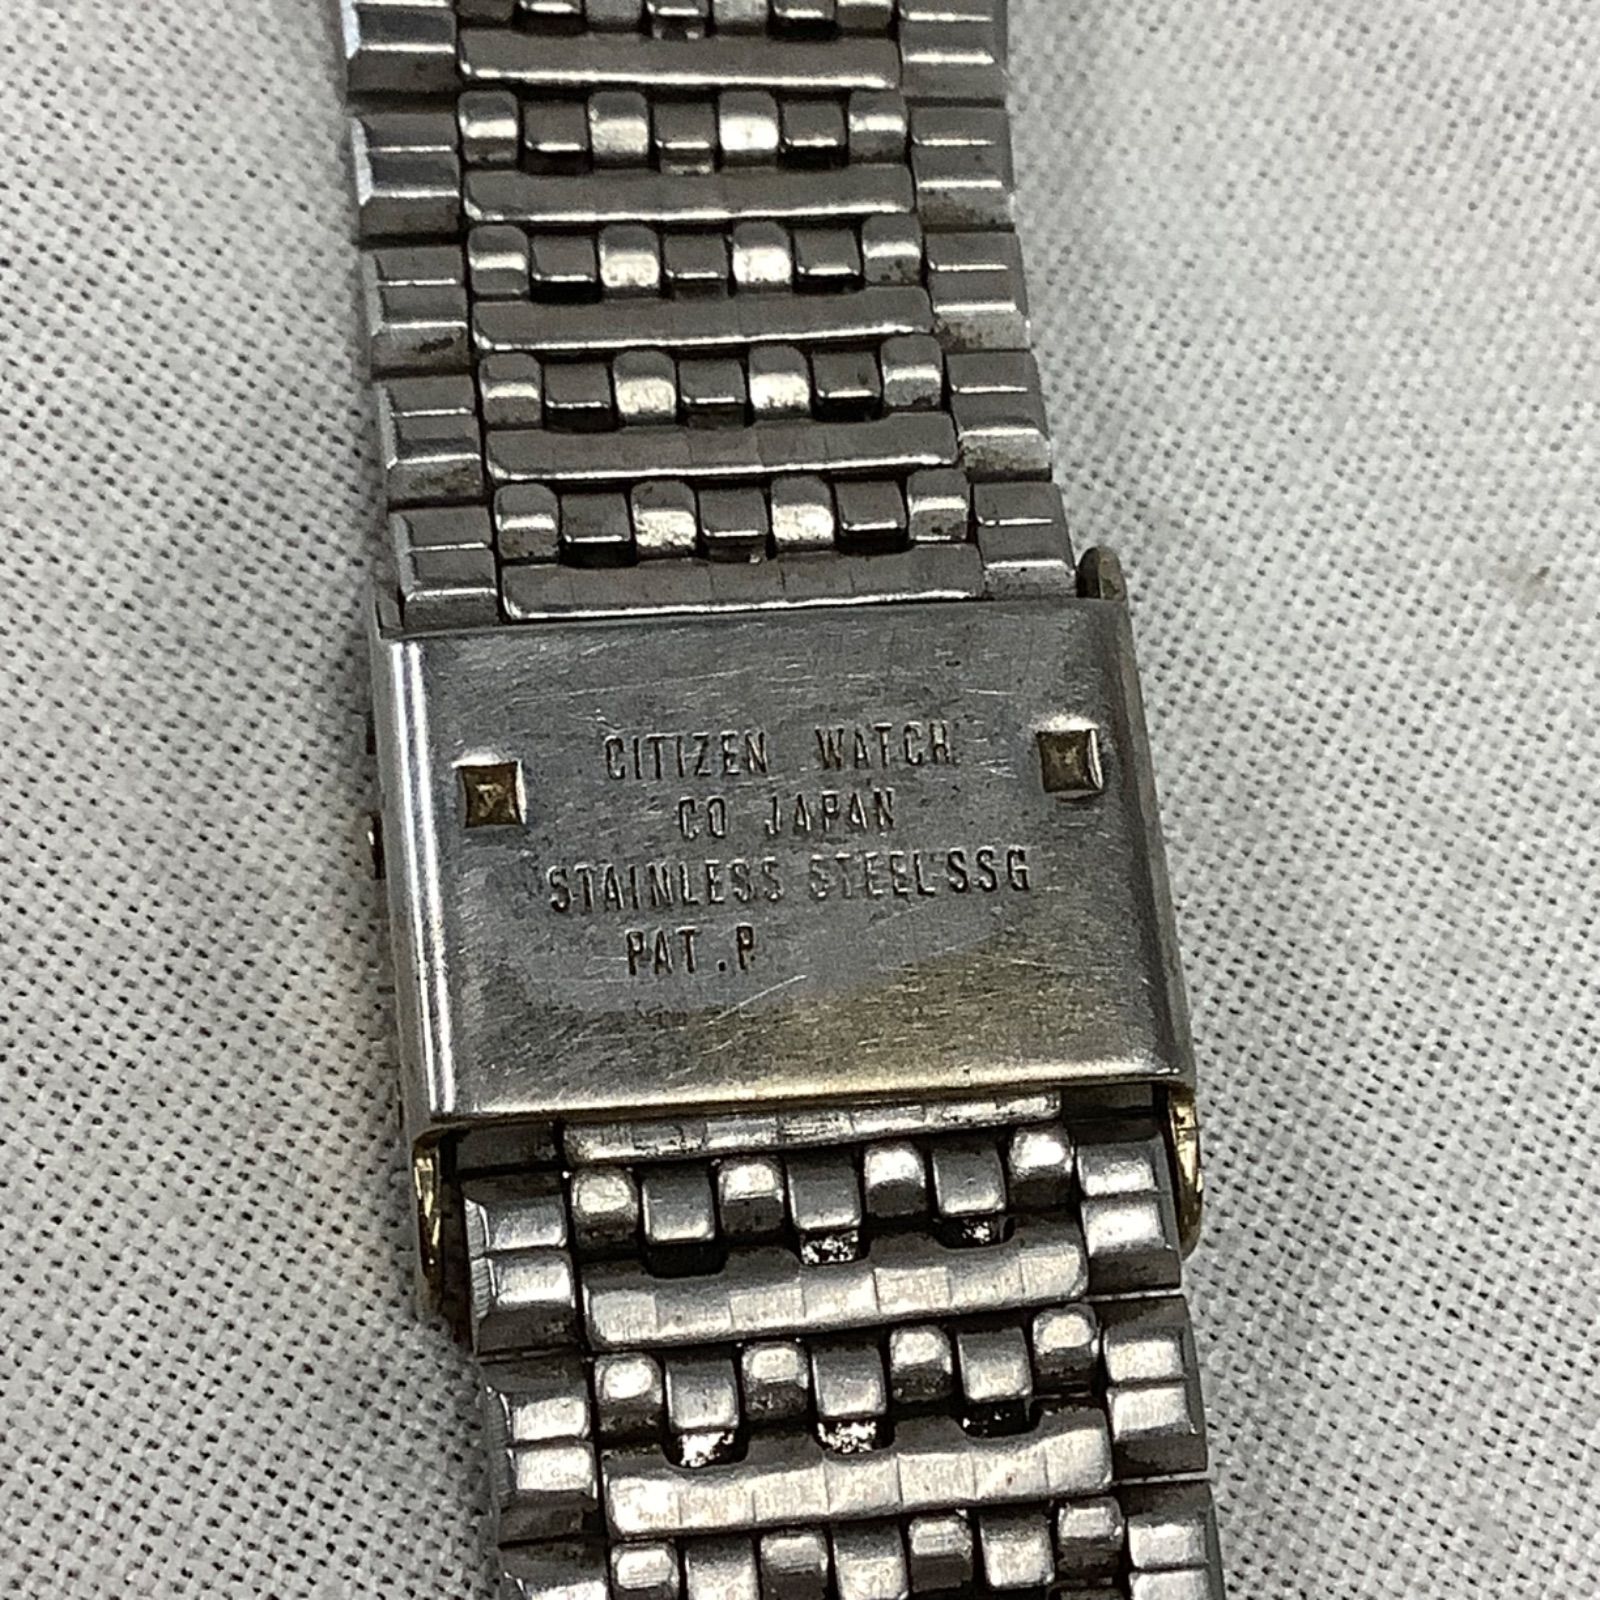 CITIZEN WATCH
CO JAPAN
STAINLESS STEEL SSG
PAT.P